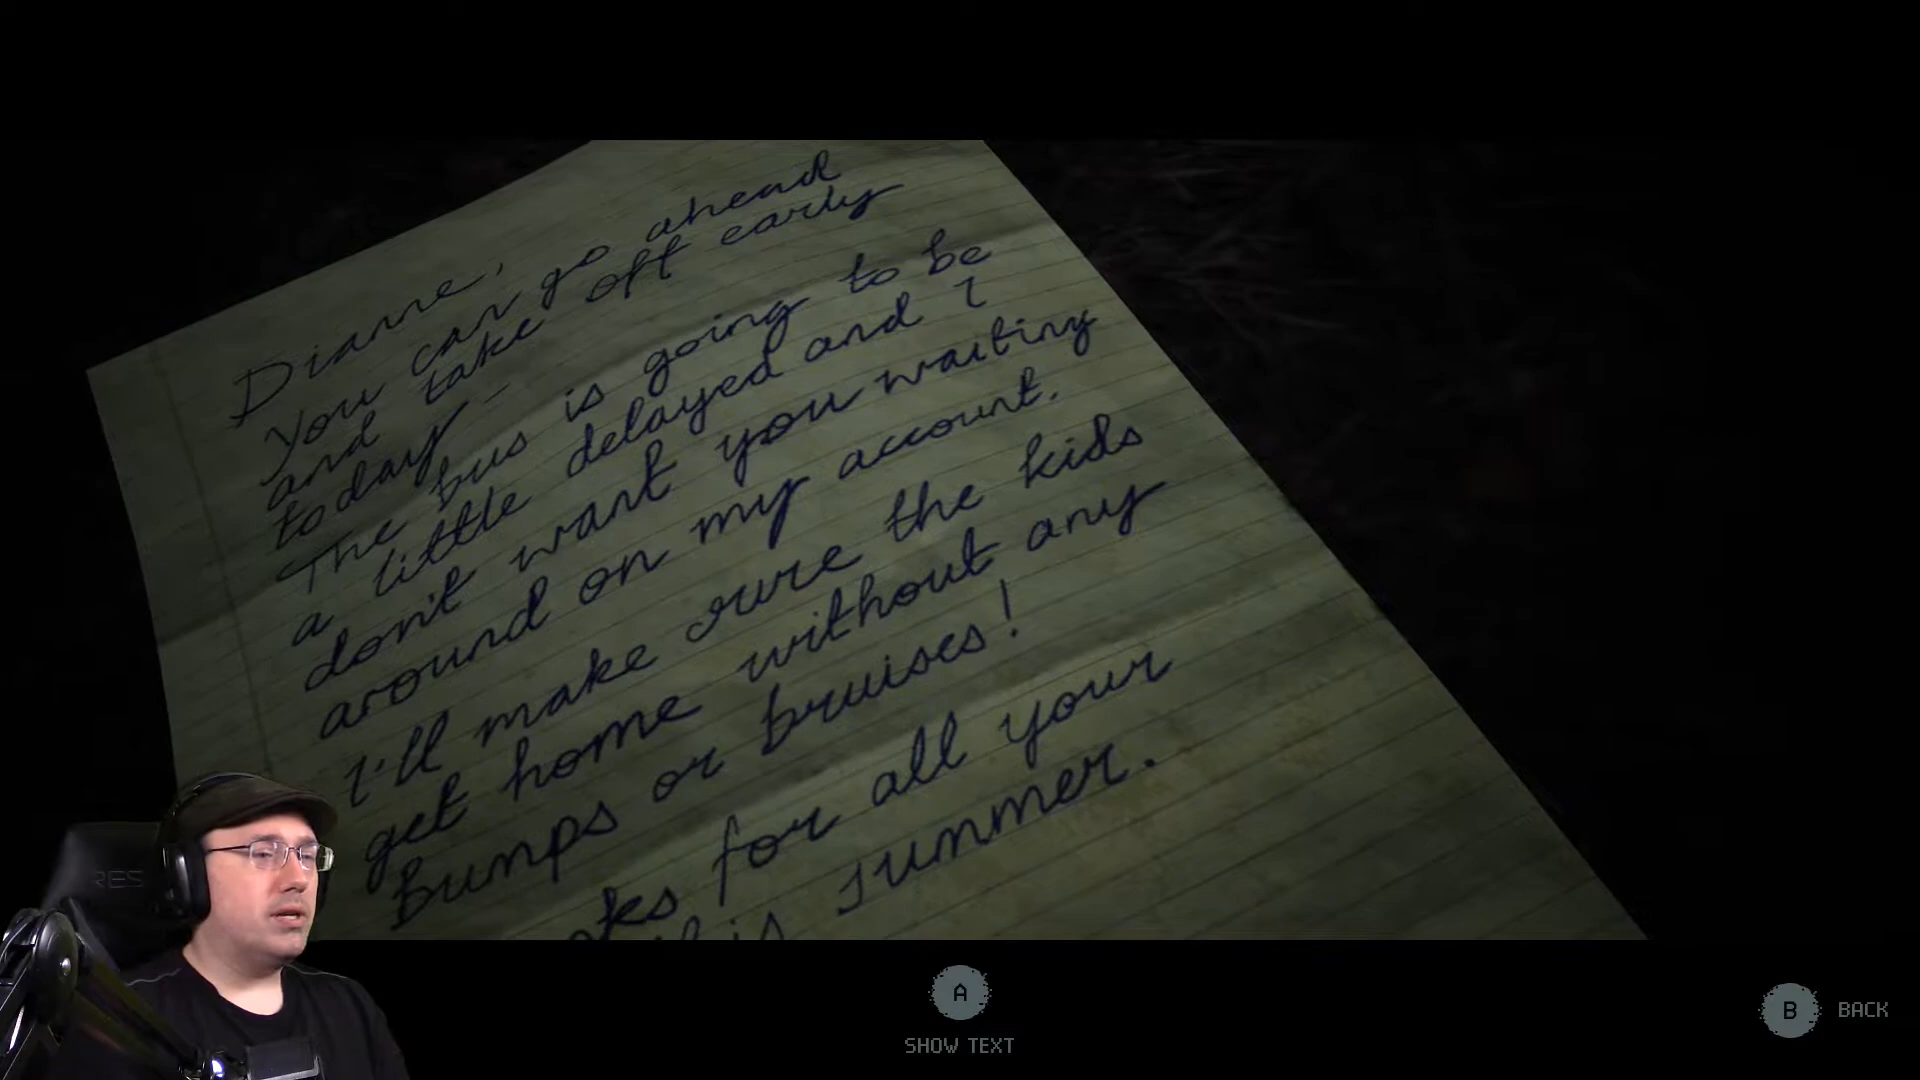 Dianne,
You can go ahead
and take off early
today -
The bus is going to be
a little delayed and I
don't want you waiting
around on my account.
I'll make sure the kids
get home without any
bumps or bruises!
for all your
summer.
RES
A
SHOW TEXT
B
BACK